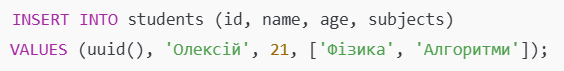 INSERT INTO students (id, name, age, subjects)
VALUES (uuid(), 'Олексій', 21, ['Фізика', 'Алгоритми']);